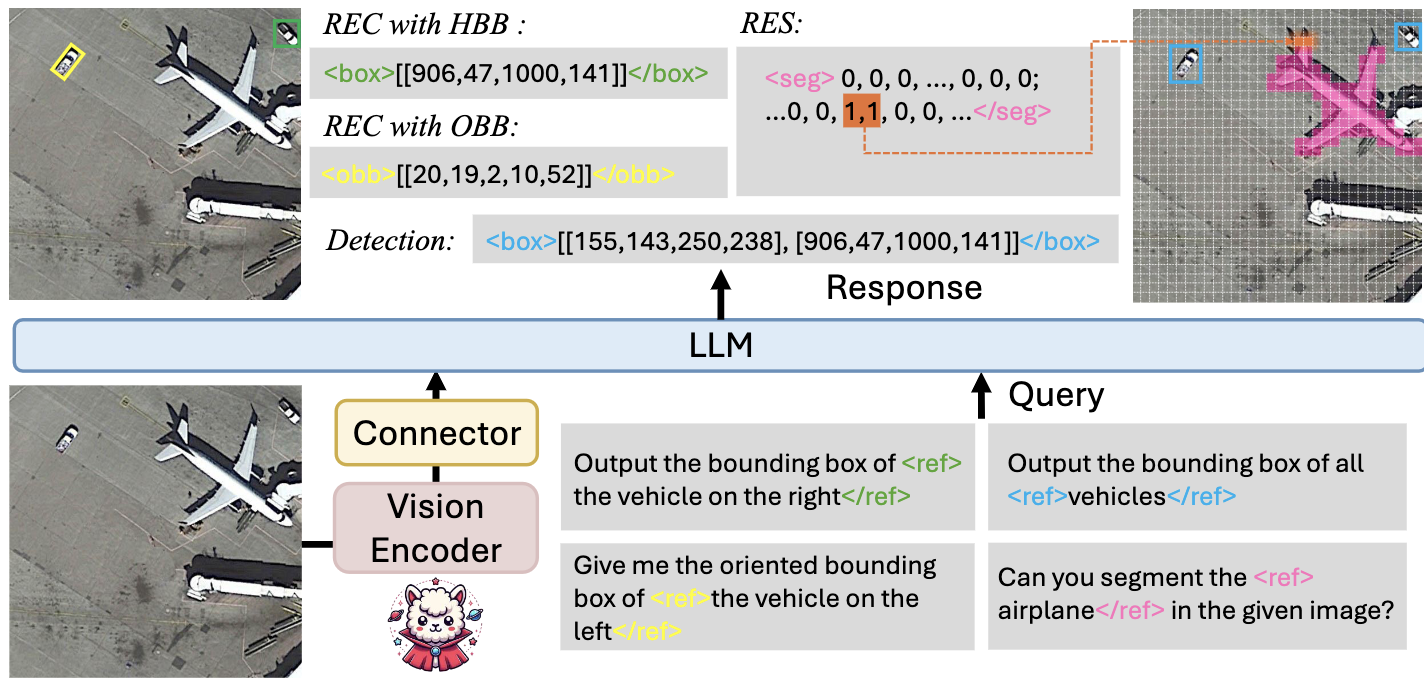 REC with HBB :
<box>[[906,47,1000,141]]</box>
REC with OBB:
<obb>[[20,19,2,10,52]]</obb>
RES:
<seg> 0, 0, 0, ..., 0, 0, 0;
...0, 0, 1,1, 0, 0, ...</seg>
Detection:
<box>[[155,143,250,238], [906,47,1000,141]]</box>
Response
LLM
Connector
Vision
Encoder
Query
Output the bounding box of <ref>
the vehicle on the right</ref>
Output the bounding box of all
<ref>vehicles</ref>
Give me the oriented bounding
box of <ref>the vehicle on the
left</ref>
Can you segment the <ref>
airplane</ref> in the given image?